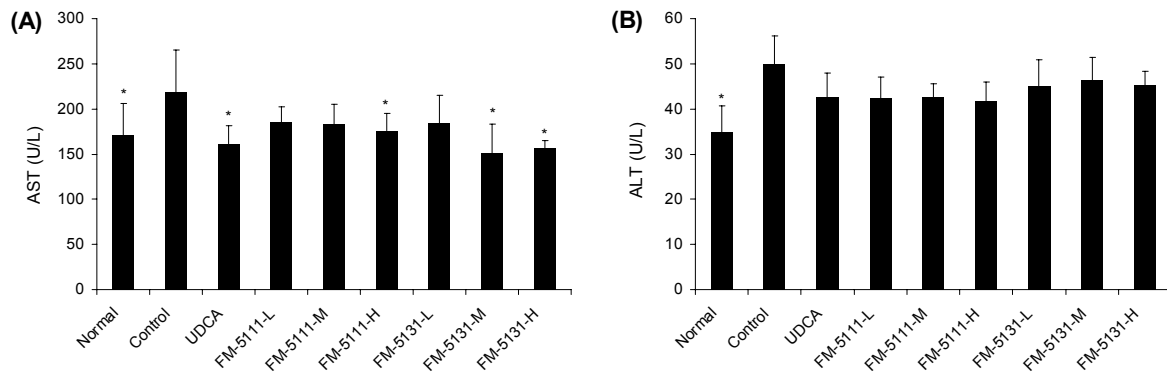 (A)
300
250
200
150
100
50
0
AST (U/L)
*
*
*
*
*
Normal
Control
UDCA
FM-5111-L
FM-5111-M
FM-5111-H
FM-5131-L
FM-5131-M
FM-5131-H
(B)
60
50
40
30
20
10
0
ALT (U/L)
*
Normal
Control
UDCA
FM-5111-L
FM-5111-M
FM-5111-H
FM-5131-L
FM-5131-M
FM-5131-H